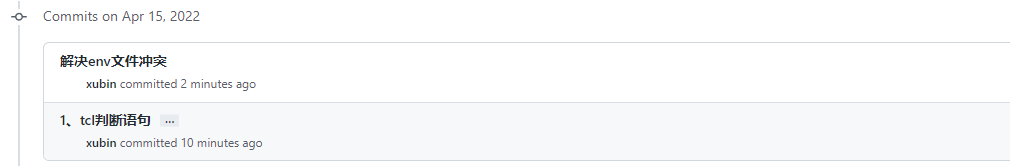 Commits on Apr 15, 2022
解决env文件冲突
xubin committed 2 minutes ago
1、tcl判断语句 ...
xubin committed 10 minutes ago